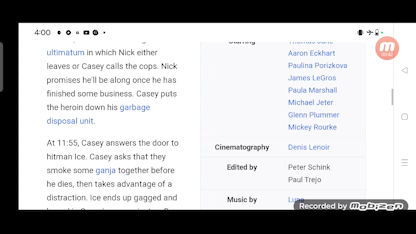 4:00
ultimatum in which Nick either
leaves or Casey calls the cops. Nick
promises he'll be along once he has
finished some business. Casey puts
the heroin down his garbage
disposal unit.
At 11:55, Casey answers the door to
hitman Ice. Casey asks that they
smoke some ganja together before
he dies, then takes advantage of a
distraction. Ice ends up gagged and
Starring
Thomas Jane
Aaron Eckhart
Paulina Porizkova
James LeGros
Paula Marshall
Michael Jeter
Glenn Plummer
Mickey Rourke
Cinematography Denis Lenoir
Edited by Peter Schink
Paul Trejo
Music by
Recorded by Mobizen